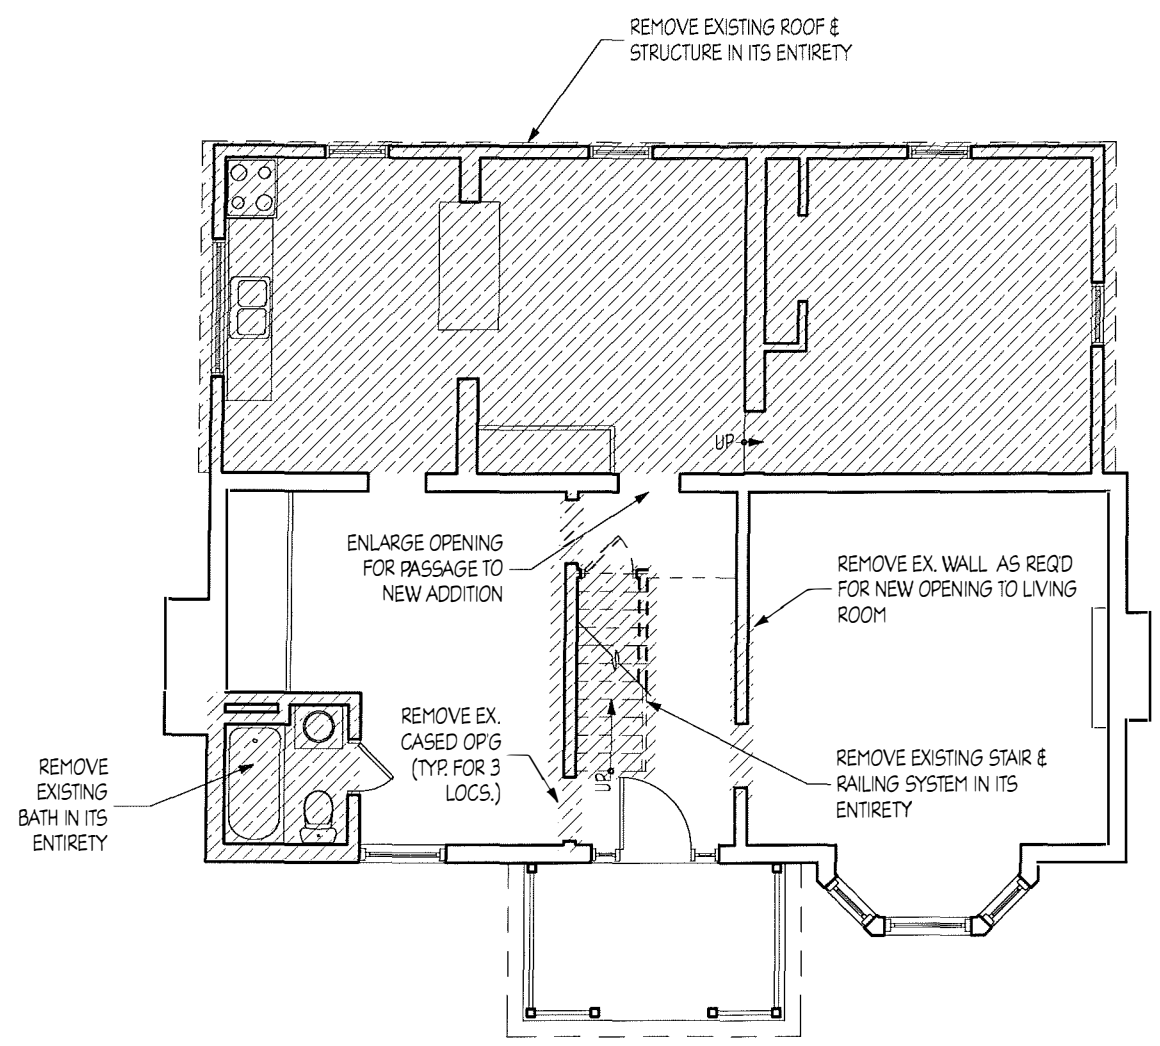 REMOVE EXISTING ROOF &
STRUCTURE IN ITS ENTIRETY
UP
ENLARGE OPENING
FOR PASSAGE TO
NEW ADDITION
REMOVE EX. WALL AS REQ'D
FOR NEW OPENING TO LIVING
ROOM
REMOVE EX.
CASED OP'G
(TYP. FOR 3
LOCS.)
UP
REMOVE EXISTING STAIR &
RAILING SYSTEM IN ITS
ENTIRETY
REMOVE
EXISTING
BATH IN ITS
ENTIRETY